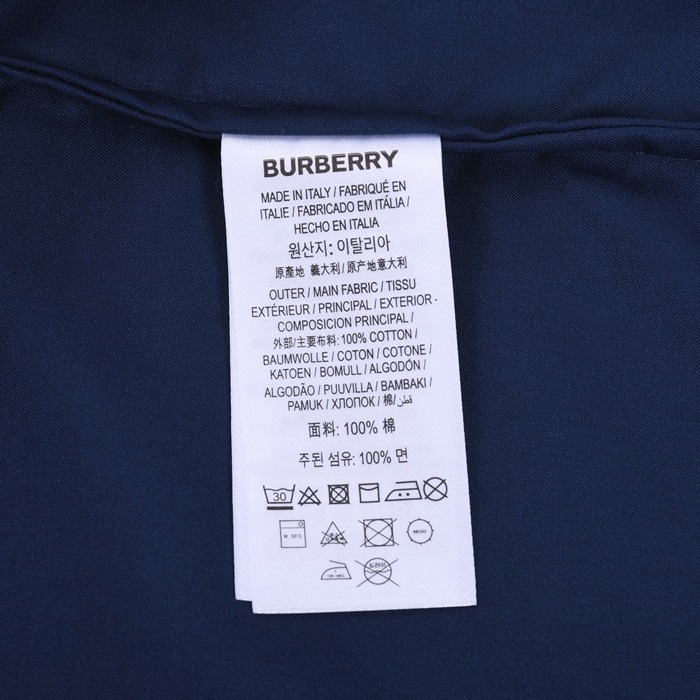 BURBERRY
MADE IN ITALY / FABRIQUÉ EN
ITALIE / FABRICADO EM ITÁLIA /
HECHO EN ITALIA
원산지: 이탈리아
原產地 義大利 / 原产地意大利
OUTER / MAIN FABRIC / TISSU
EXTÉRIEUR / PRINCIPAL / EXTERIOR -
COMPOSICION PRINCIPAL /
外部/主要布料: 100% COTTON /
BAUMWOLLE / COTON / COTONE /
KATOEN / BOMULL / ALGODÓN /
ALGODÃO / PUUVILLA / BAMBAKI /
PAMUK / ХЛОПОК / 棉/قطن
面料: 100% 棉
주된 섬유: 100% 면
30